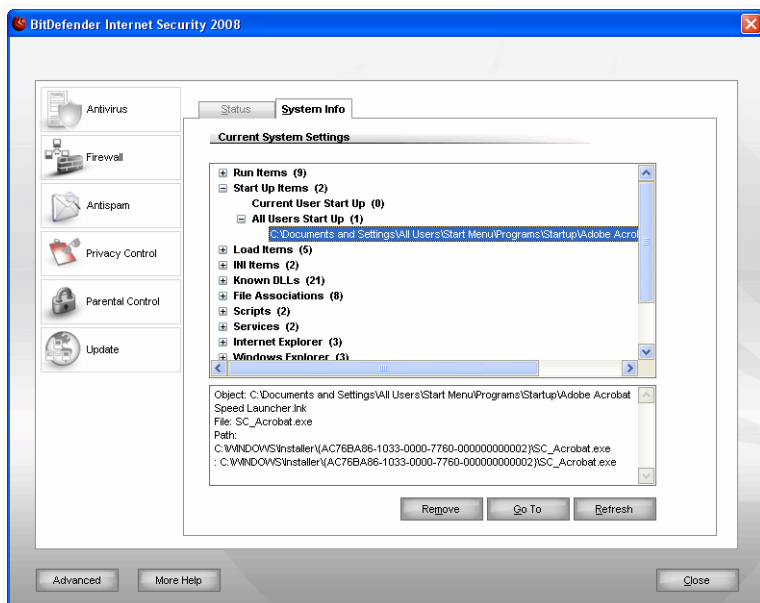 BitDefender Internet Security 2008
Status
System Info
Antivirus
Firewall
Antispam
Privacy Control
Parental Control
Update
Current System Settings
Run Items (9)
Start Up Items (2)
Current User Start Up (0)
All Users Start Up (1)
C:\Documents and Settings\All Users\Start Menu\Programs\Startup\Adobe Acrol
Load Items (5)
INI Items (2)
Known DLLs (21)
File Associations (8)
Scripts (2)
Services (2)
Internet Explorer (3)
Windows Explorer (3)
Object: C:\Documents and Settings\All Users\Start Menu\Programs\Startup\Adobe Acrobat
Speed Launcher.lnk
File: SC_Acrobat.exe
Path:
C:\WINDOWS\Installer\{AC76BA86-1033-0000-7760-000000000002}\SC_Acrobat.exe
: C:\WINDOWS\Installer\{AC76BA86-1033-0000-7760-000000000002}\SC_Acrobat.exe
Remove
Go To
Refresh
Advanced
More Help
Close